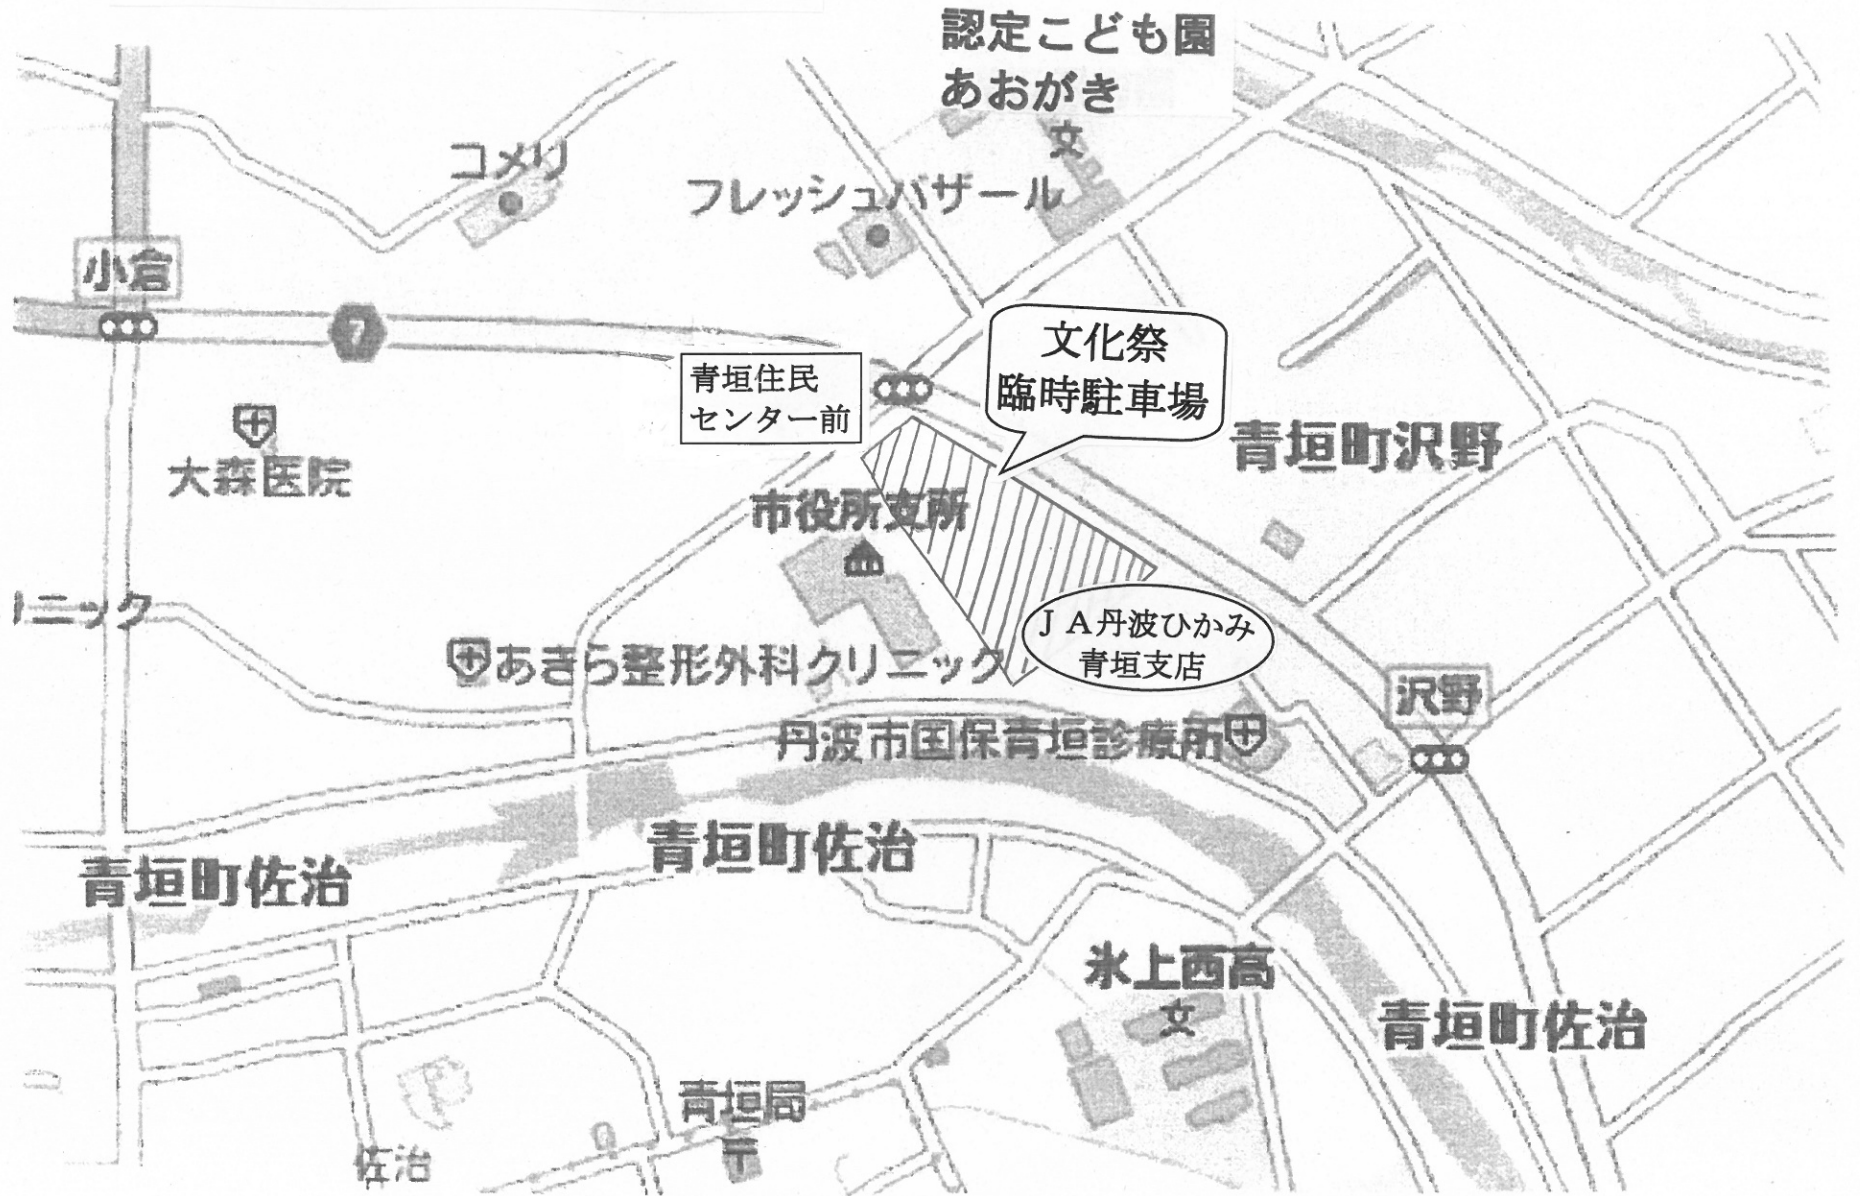 認定こども園
あおがき
文
コメリ
フレッシュバザール
小倉
7
文化祭
臨時駐車場
青垣住民
センター前
青垣町沢野
大森医院
市役所支所
リニック
JA丹波ひかみ
青垣支店
あきら整形外科クリニック
沢野
丹波市国保青垣診療所
青垣町佐治
青垣町佐治
氷上西高
文
青垣町佐治
青垣局
〒
佐治